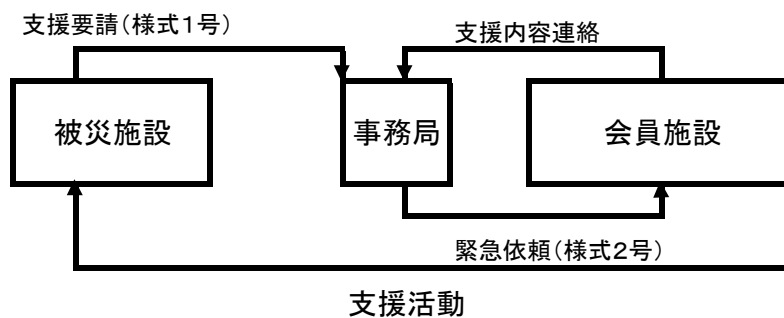 支援要請(様式1号)
支援内容連絡
被災施設
事務局
会員施設
緊急依頼(様式2号)
支援活動